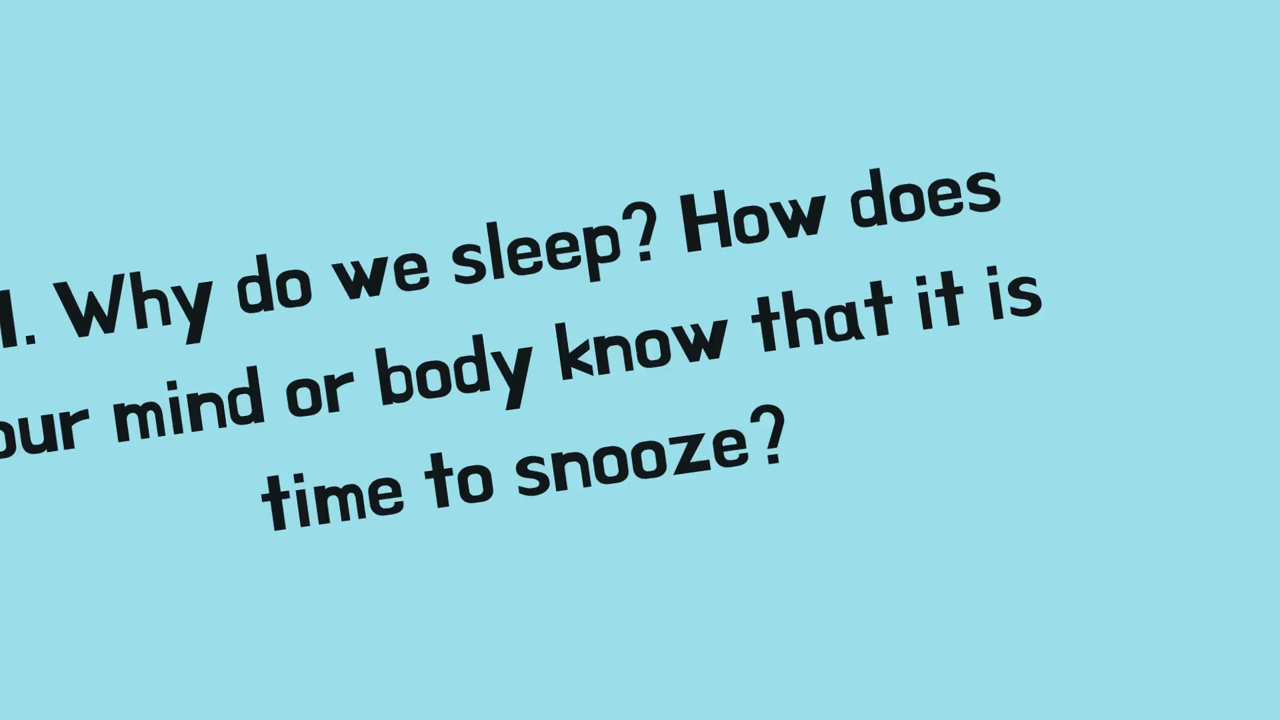 1. Why do we sleep? How does
our mind or body know that it is
time to snooze?